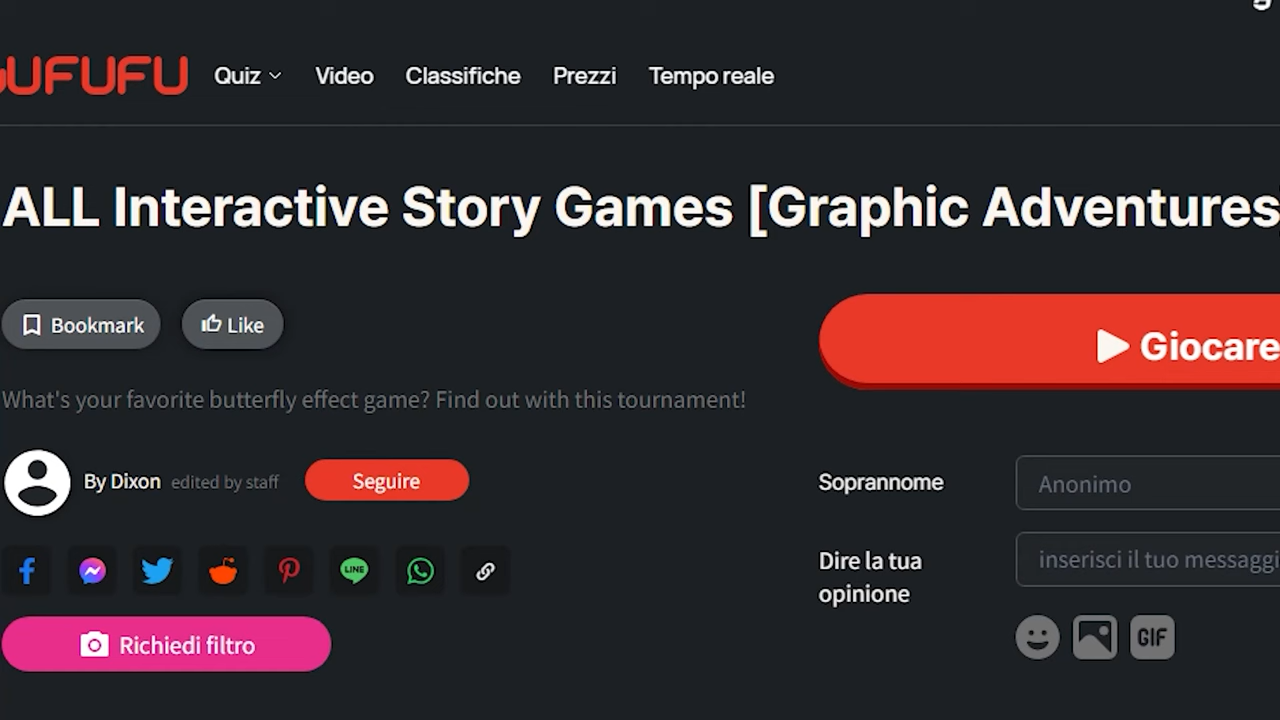 UFUFU Quiz Video Classifiche Prezzi Tempo reale
ALL Interactive Story Games [Graphic Adventures
Bookmark Like
Giocare
What's your favorite butterfly effect game? Find out with this tournament!
By Dixon edited by staff Seguire
Soprannome Anonimo
Dire la tua
opinione
inserisci il tuo messaggi
LINE
Richiedi filtro
GIF